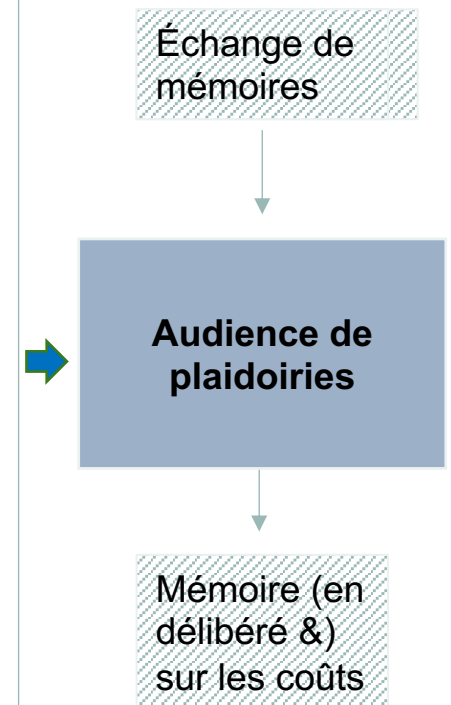 Échange de
mémoires
Audience de
plaidoiries
Mémoire (en
délibéré &)
sur les coûts